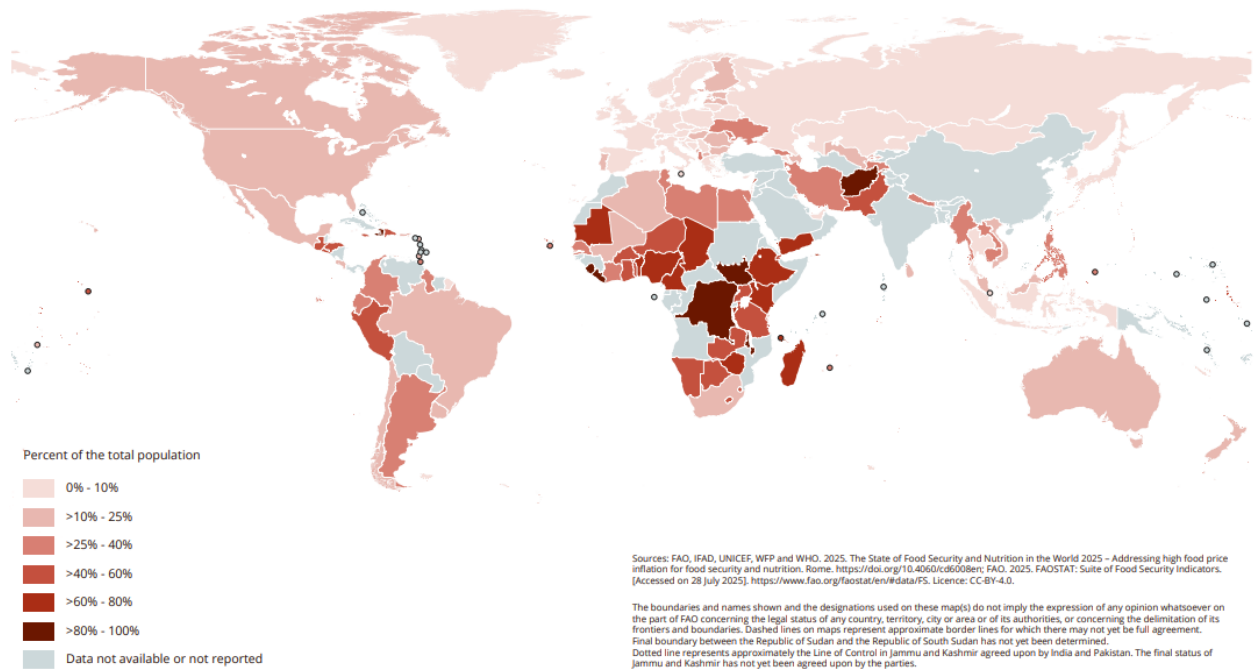 Percent of the total population
0% - 10%
>10% - 25%
>25% - 40%
>40% - 60%
>60% - 80%
>80% - 100%
Data not available or not reported
Sources: FAO, IFAD, UNICEF, WFP and WHO. 2025. The State of Food Security and Nutrition in the World 2025 – Addressing high food price
inflation for food security and nutrition. Rome. https://doi.org/10.4060/cd6008en; FAO. 2025. FAOSTAT: Suite of Food Security Indicators.
[Accessed on 28 July 2025]. https://www.fao.org/faostat/en/#data/FS. Licence: CC-BY-4.0.
The boundaries and names shown and the designations used on these map(s) do not imply the expression of any opinion whatsoever on
the part of FAO concerning the legal status of any country, territory, city or area or of its authorities, or concerning the delimitation of its
frontiers and boundaries. Dashed lines on maps represent approximate border lines for which there may not yet be full agreement.
Final boundary between the Republic of Sudan and the Republic of South Sudan has not yet been determined.
Dotted line represents approximately the Line of Control in Jammu and Kashmir agreed upon by India and Pakistan. The final status of
Jammu and Kashmir has not yet been agreed upon by the parties.